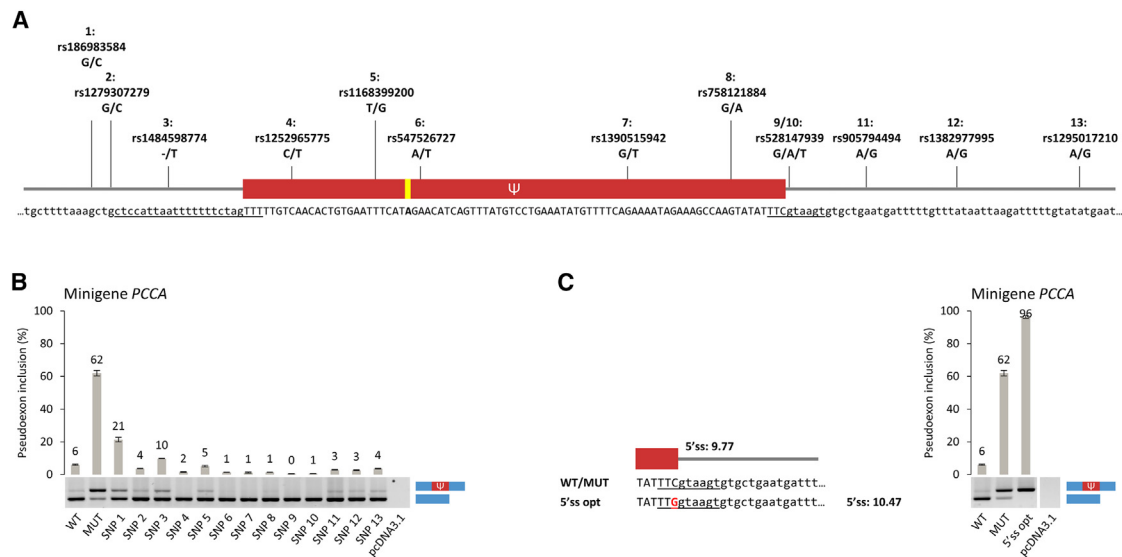 A
1:
rs186983584
G/C
2:
rs1279307279
G/C
3:
rs1484598774
-/T
4:
rs1252965775
C/T
5:
rs1168399200
T/G
6:
rs547526727
A/T
7:
rs1390515942
G/T
8:
rs758121884
G/A
9/10:
rs528147939
G/A/T
11:
rs905794494
A/G
12:
rs1382977995
A/G
13:
rs1295017210
A/G
Ψ
…tgcttttaaagctgctcccattaatttttttctagTTTTTGTCAACACTGTGAATTTCATAGAACATCAGTTTATGTCCTGAAATATGTTTTCAGAAAATAGAAAGCCAAGTATATTTCgtaagtgtgctgaatgatttttgtttataattaagatttttgtatatgaat…
B
Minigene PCCA
Pseudoexon inclusion (%)
100
80
60
40
20
0
6
62
21
4
10
2
5
1
1
1
0
1
3
3
4
*
Ψ
WT
MUT
SNP 1
SNP 2
SNP 3
SNP 4
SNP 5
SNP 6
SNP 7
SNP 8
SNP 9
SNP 10
SNP 11
SNP 12
SNP 13
pcDNA3.1
C
5'ss: 9.77
WT/MUT TATTTCgtaagtgtgctgaatgattt…
5'ss opt TATTTGgtaagtgtgctgaatgattt… 5'ss: 10.47
Minigene PCCA
Pseudoexon inclusion (%)
100
80
60
40
20
0
6
62
96
Ψ
WT
MUT
5'ss opt
pcDNA3.1